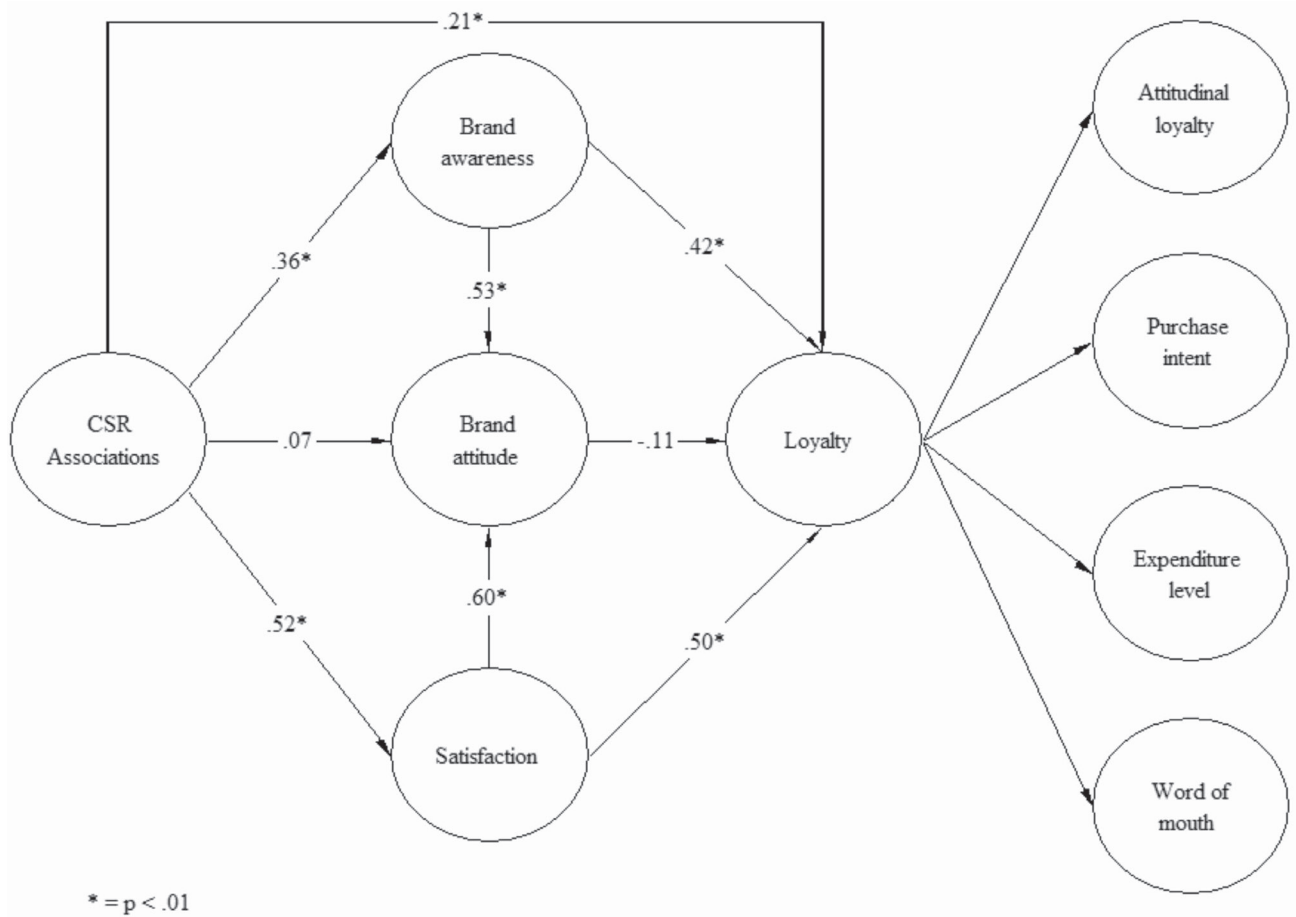 .21*
Brand
awareness
Attitudinal
loyalty
.36*
.42*
.53*
Purchase
intent
CSR
Associations
.07
Brand
attitude
-.11
Loyalty
Expenditure
level
.52*
.60*
.50*
Satisfaction
Word of
mouth
* = p < .01